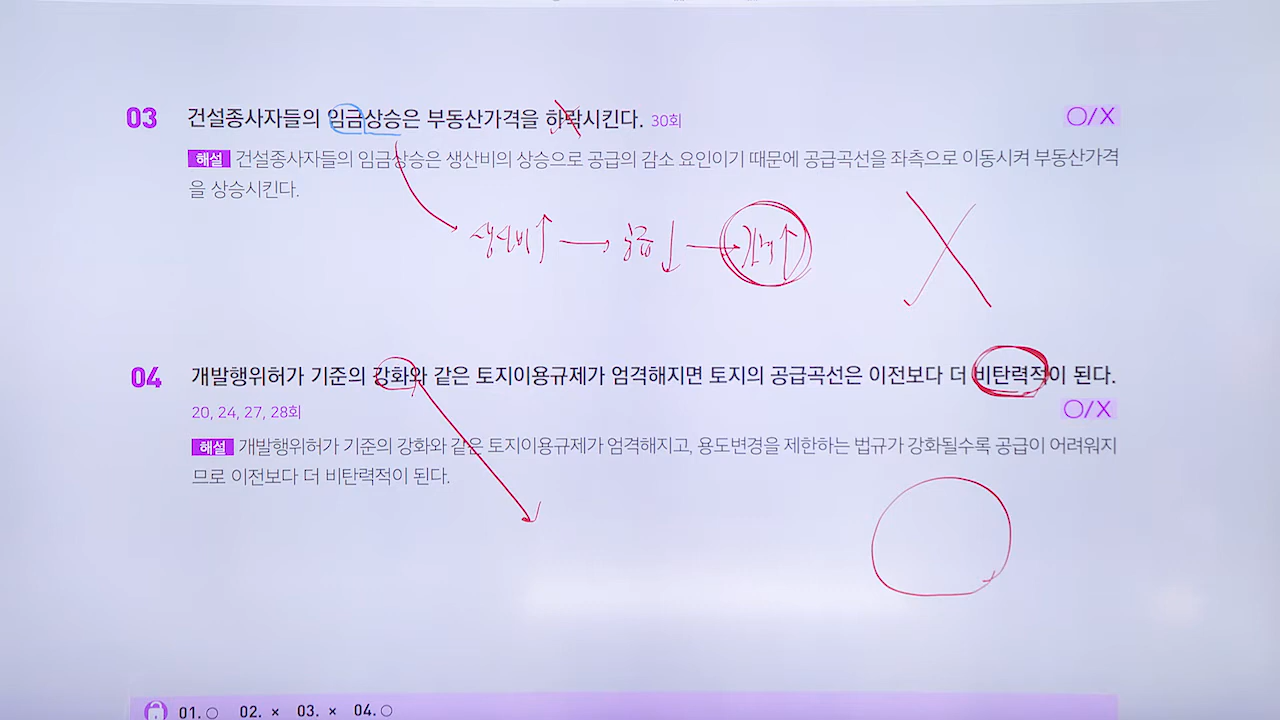 03 건설종사자들의 임금상승은 부동산가격을 하락시킨다. 30회 O/X
해설 건설종사자들의 임금상승은 생산비의 상승으로 공급의 감소 요인이기 때문에 공급곡선을 좌측으로 이동시켜 부동산가격
을 상승시킨다.
생산비↑ → 공급↓ → 가격↑ X
04 개발행위허가 기준의 강화와 같은 토지이용규제가 엄격해지면 토지의 공급곡선은 이전보다 더 비탄력적이 된다.
20, 24, 27, 28회 O/X
해설 개발행위허가 기준의 강화와 같은 토지이용규제가 엄격해지고, 용도변경을 제한하는 법규가 강화될수록 공급이 어려워지
므로 이전보다 더 비탄력적이 된다.
01. ○ 02. × 03. × 04. ○